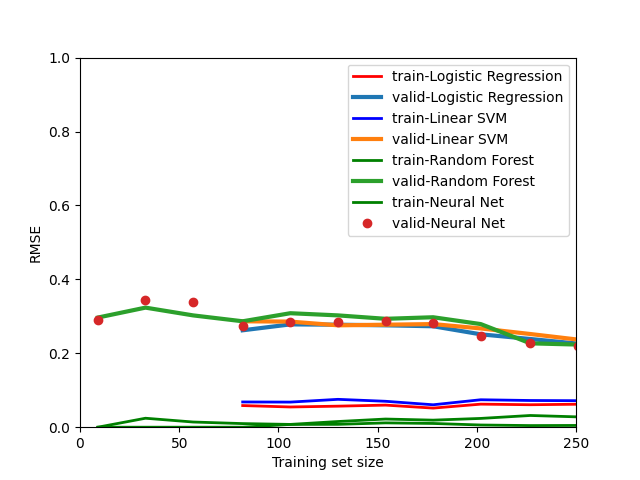 1.0
0.8
0.6
0.4
0.2
0.0
RMSE
train-Logistic Regression
valid-Logistic Regression
train-Linear SVM
valid-Linear SVM
train-Random Forest
valid-Random Forest
train-Neural Net
valid-Neural Net
0 50 100 150 200 250
Training set size